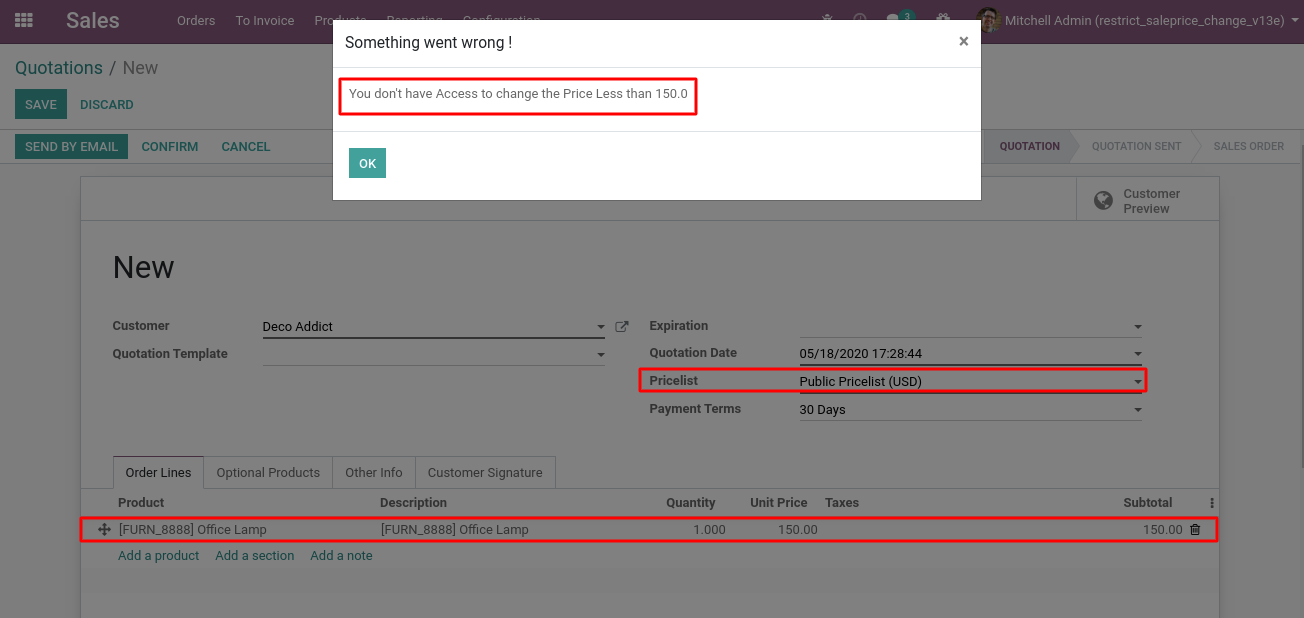 Sales Orders To Invoice Products Reporting Configuration 3 Mitchell Admin (restrict_saleprice_change_v13e)
Something went wrong ! ×
Quotations / New
You don't have Access to change the Price Less than 150.0
SAVE DISCARD
SEND BY EMAIL CONFIRM CANCEL QUOTATION QUOTATION SENT SALES ORDER
OK
Customer
Preview
New
Customer Deco Addict Expiration
Quotation Template Quotation Date 05/18/2020 17:28:44
Pricelist Public Pricelist (USD)
Payment Terms 30 Days
Order Lines Optional Products Other Info Customer Signature
Product Description Quantity Unit Price Taxes Subtotal
[FURN_8888] Office Lamp [FURN_8888] Office Lamp 1.000 150.00 150.00
Add a product Add a section Add a note